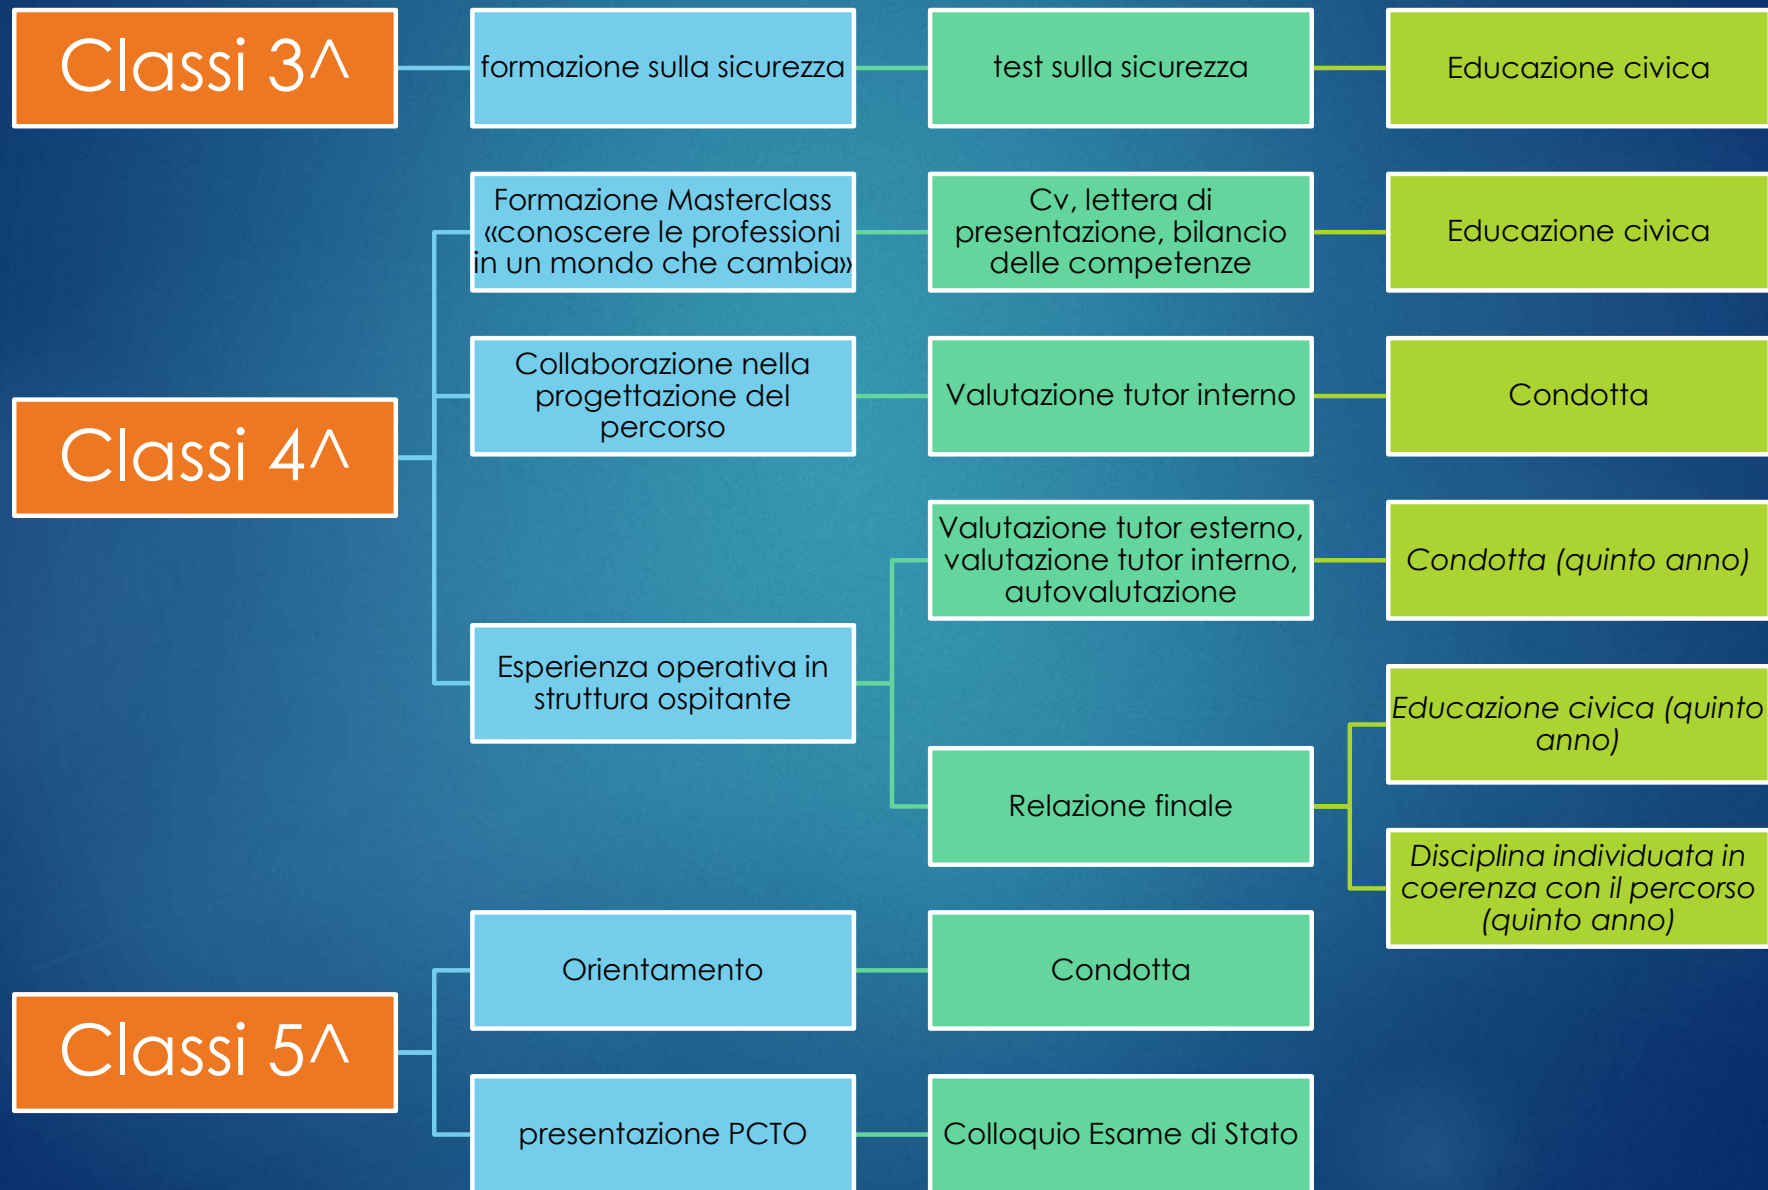 Classi 3^
formazione sulla sicurezza
test sulla sicurezza
Educazione civica
Classi 4^
Formazione Masterclass
«conoscere le professioni
in un mondo che cambia»
Cv, lettera di
presentazione, bilancio
delle competenze
Educazione civica
Collaborazione nella
progettazione del
percorso
Valutazione tutor interno
Condotta
Esperienza operativa in
struttura ospitante
Valutazione tutor esterno,
valutazione tutor interno,
autovalutazione
Condotta (quinto anno)
Relazione finale
Educazione civica (quinto
anno)
Disciplina individuata in
coerenza con il percorso
(quinto anno)
Classi 5^
Orientamento
Condotta
presentazione PCTO
Colloquio Esame di Stato